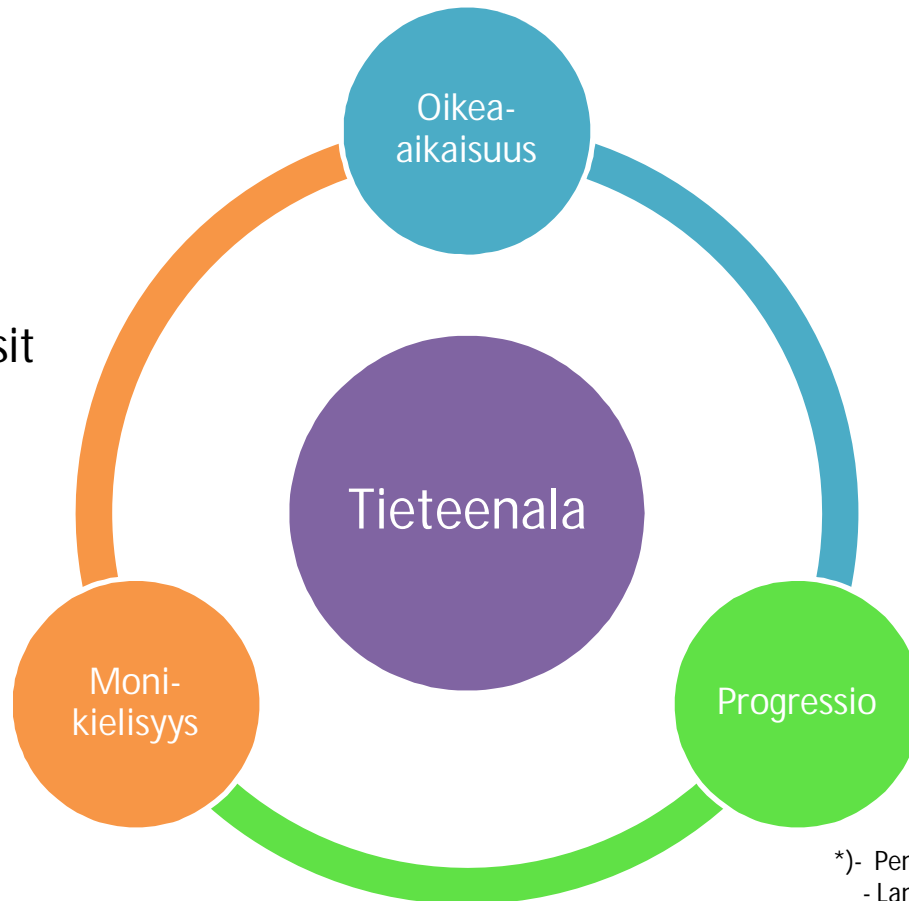 Oikea-
aikaisuus
sit
Tieteenala
Moni-
kielisyys
Progressio
*)- Per
- Lar